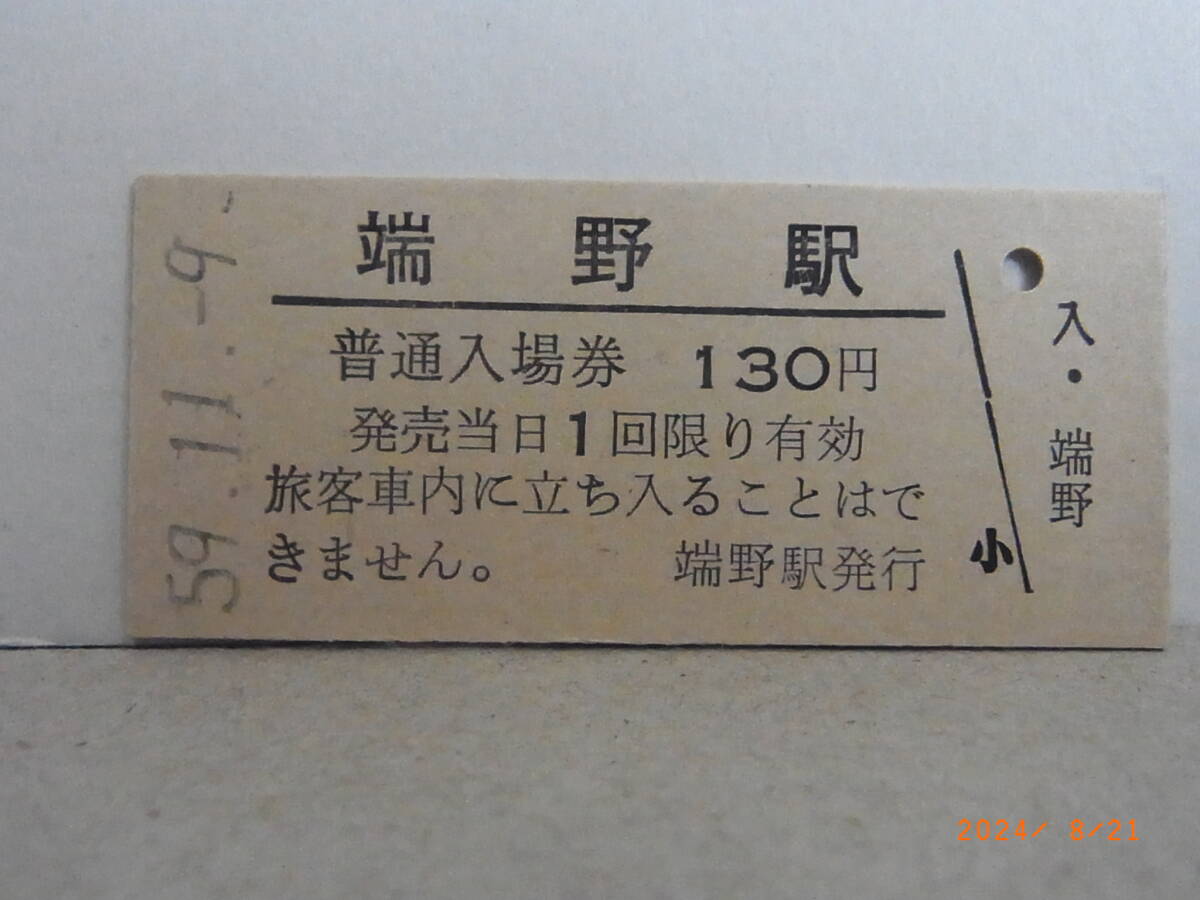 端野駅
普通入場券 130円
発売当日1回限り有効
旅客車内に立ち入ることはで
きません。 端野駅発行
小
入・端野
59.11.-9
2024/ 8/21